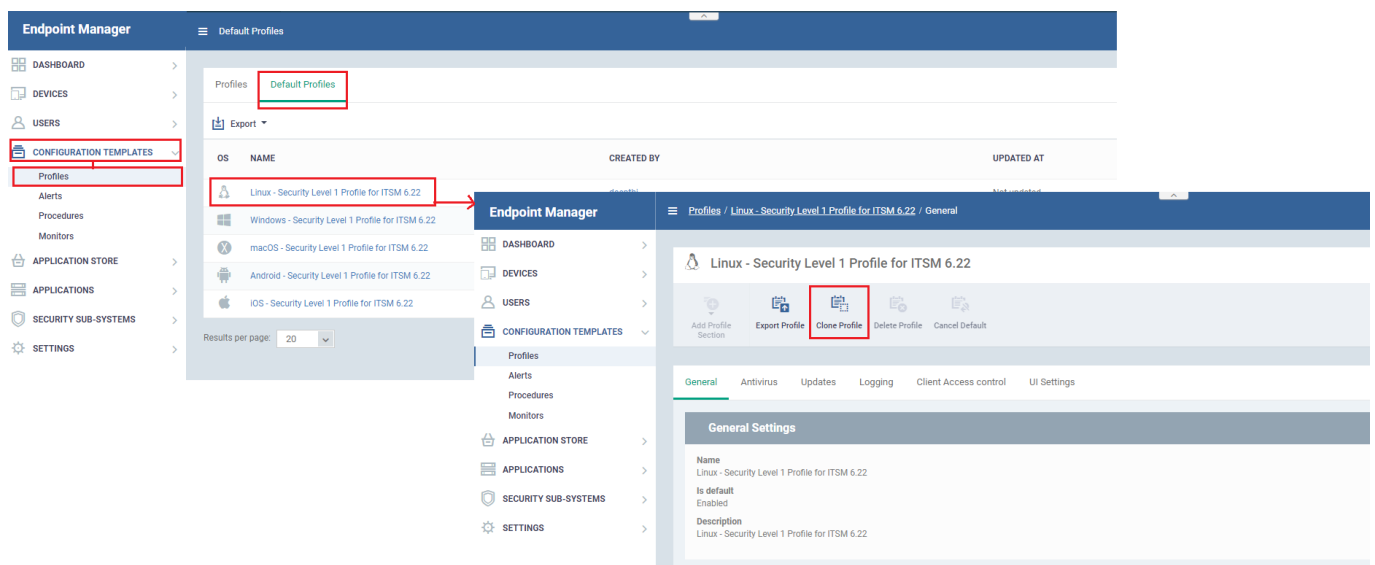 Endpoint Manager
Default Profiles
DASHBOARD
DEVICES
USERS
CONFIGURATION TEMPLATES
Profiles
Alerts
Procedures
Monitors
APPLICATION STORE
APPLICATIONS
SECURITY SUB-SYSTEMS
SETTINGS
Profiles Default Profiles
Export
OS NAME CREATED BY UPDATED AT
Linux - Security Level 1 Profile for ITSM 6.22 Not updated
Windows - Security Level 1 Profile for ITSM 6.22
macOS - Security Level 1 Profile for ITSM 6.22
Android - Security Level 1 Profile for ITSM 6.22
iOS - Security Level 1 Profile for ITSM 6.22
Results per page: 20
Endpoint Manager
Profiles / Linux - Security Level 1 Profile for ITSM 6.22 / General
DASHBOARD
DEVICES
USERS
CONFIGURATION TEMPLATES
Profiles
Alerts
Procedures
Monitors
APPLICATION STORE
APPLICATIONS
SECURITY SUB-SYSTEMS
SETTINGS
Linux - Security Level 1 Profile for ITSM 6.22
Add Profile Export Profile Clone Profile Delete Profile Cancel Default
Section
General Antivirus Updates Logging Client Access control UI Settings
General Settings
Name
Linux - Security Level 1 Profile for ITSM 6.22
Is default
Enabled
Description
Linux - Security Level 1 Profile for ITSM 6.22